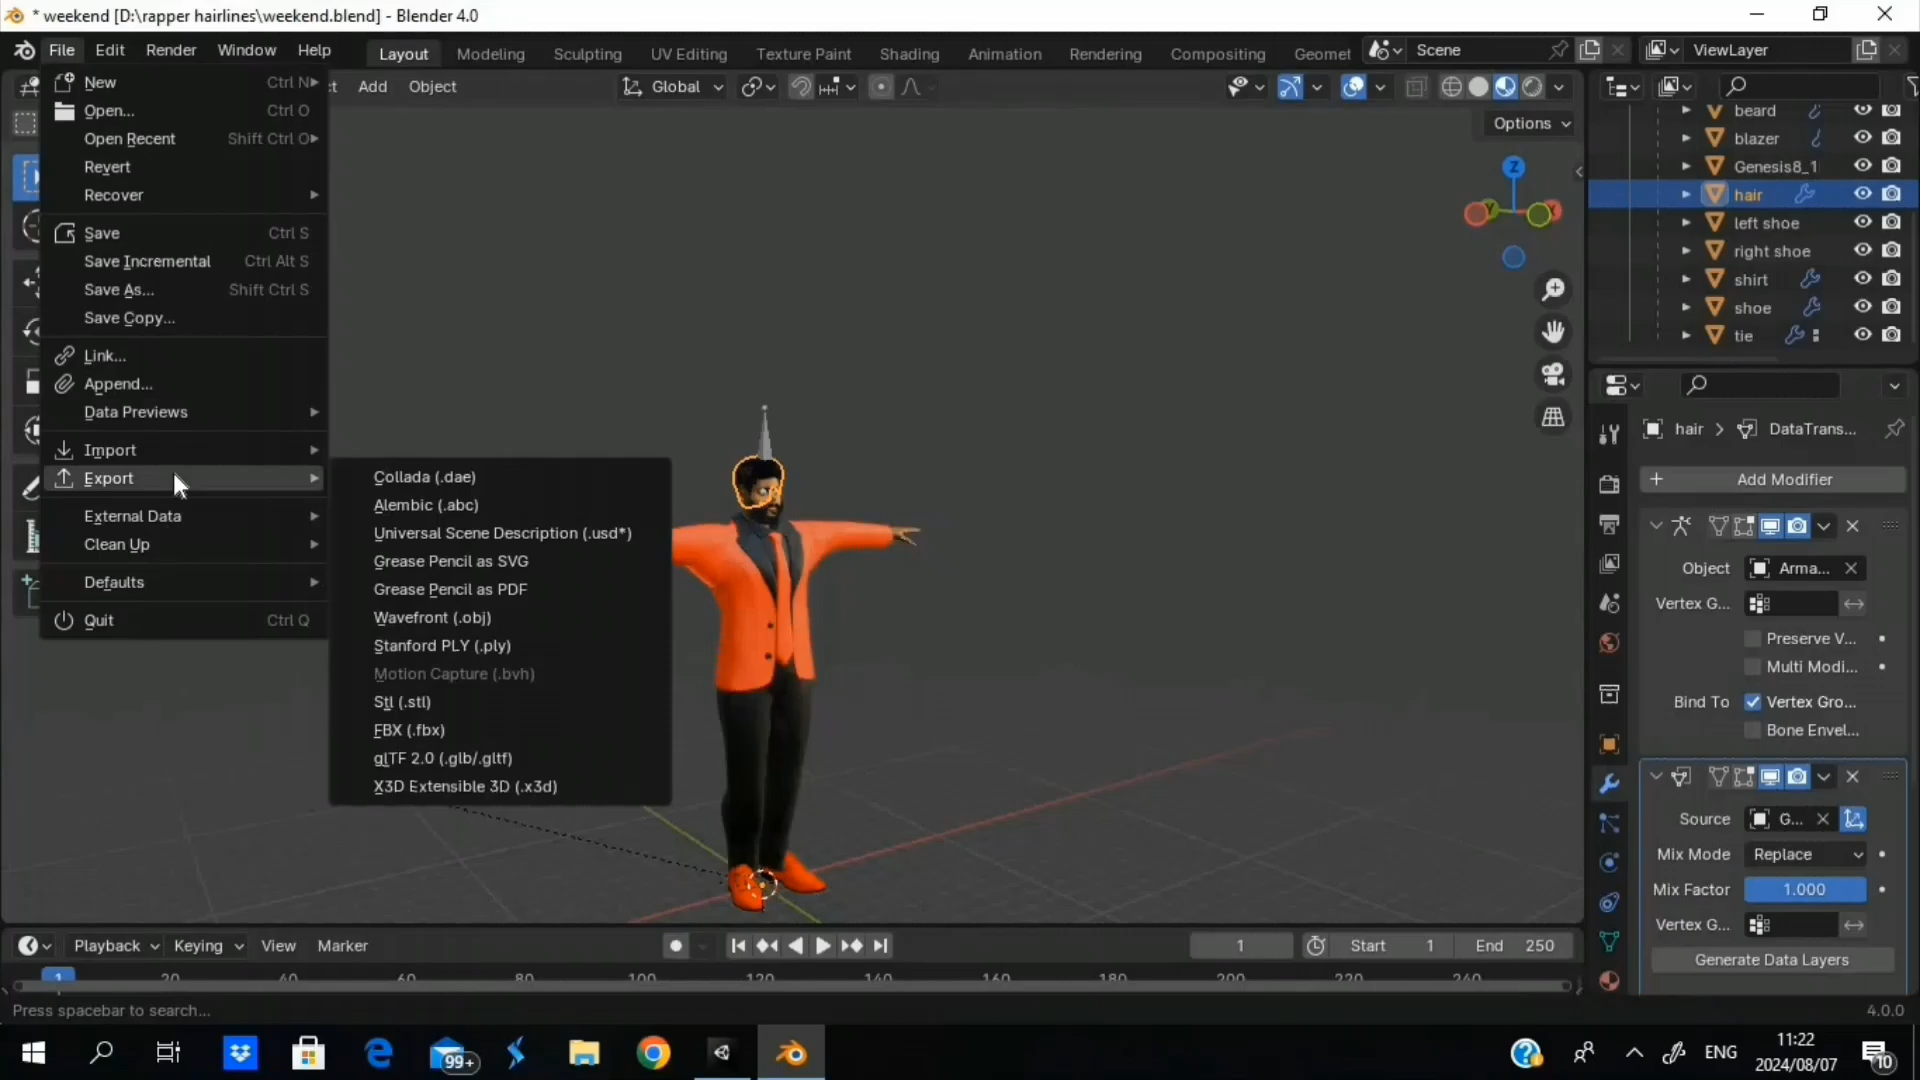 * weekend [D:\rapper hairlines\weekend.blend] - Blender 4.0
File Edit Render Window Help
Layout Modeling Sculpting UV Editing Texture Paint Shading Animation Rendering Compositing Geomet
Scene
ViewLayer
Add Object
Global
Options
New Ctrl N
Open... Ctrl O
Open Recent Shift Ctrl O
Revert
Recover
Save Ctrl S
Save Incremental Ctrl Alt S
Save As... Shift Ctrl S
Save Copy...
Link...
Append...
Data Previews
Import
Export
External Data
Clean Up
Defaults
Quit Ctrl Q
Collada (.dae)
Alembic (.abc)
Universal Scene Description (.usd*)
Grease Pencil as SVG
Grease Pencil as PDF
Wavefront (.obj)
Stanford PLY (.ply)
Motion Capture (.bvh)
Stl (.stl)
FBX (.fbx)
glTF 2.0 (.glb/.gltf)
X3D Extensible 3D (.x3d)
Z
beard
blazer
Genesis8_1
hair
left shoe
right shoe
shirt
shoe
tie
hair > DataTrans...
Add Modifier
Object Arma...
Vertex G...
Preserve V...
Multi Modi...
Bind To Vertex Gro...
Bone Envel...
Source G...
Mix Mode Replace
Mix Factor 1.000
Vertex G...
Generate Data Layers
Playback Keying View Marker
1 Start 1 End 250
1 20 40 60 80 100 120 140 160 180 200 220 240
Press spacebar to search...
4.0.0
99+
ENG
11:22
2024/08/07
10